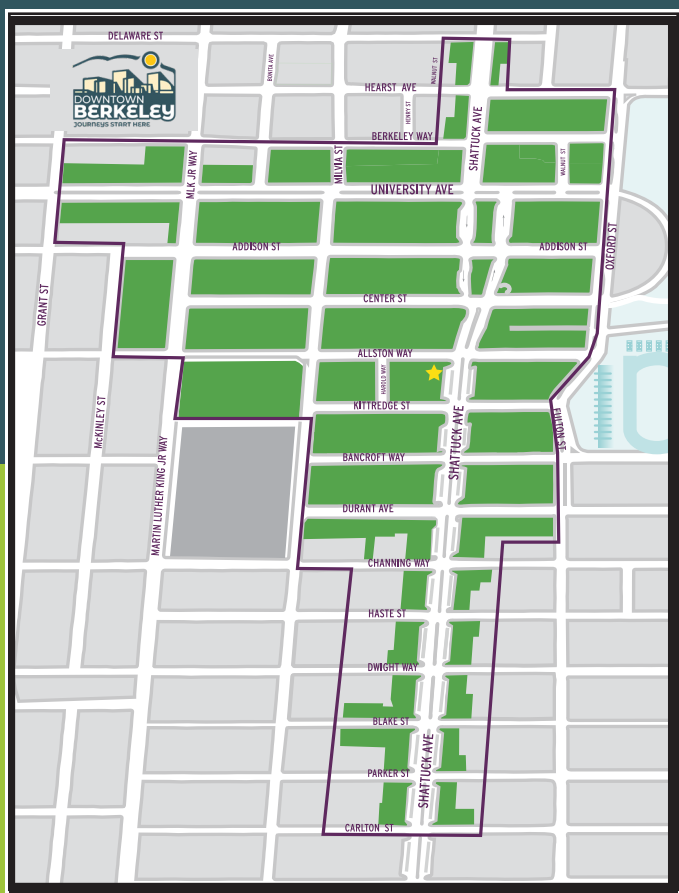 DELAWARE ST
DOWNTOWN
BERKELEY
JOURNEYS START HERE
BONITA AVE
WALNUT ST
HEARST AVE
HENRY ST
SHATTUCK AVE
BERKELEY WAY
MILVIA ST
WALNUT ST
MLK JR WAY
UNIVERSITY AVE
ADDISON ST
ADDISON ST
OXFORD ST
GRANT ST
CENTER ST
ALLSTON WAY
HAROLD WAY
KITTREDGE ST
McKINLEY ST
FULTON ST
SHATTUCK AVE
BANCROFT WAY
MARTIN LUTHER KING JR WAY
DURANT AVE
CHANNING WAY
HASTE ST
DWIGHT WAY
BLAKE ST
SHATTUCK AVE
PARKER ST
CARLTON ST